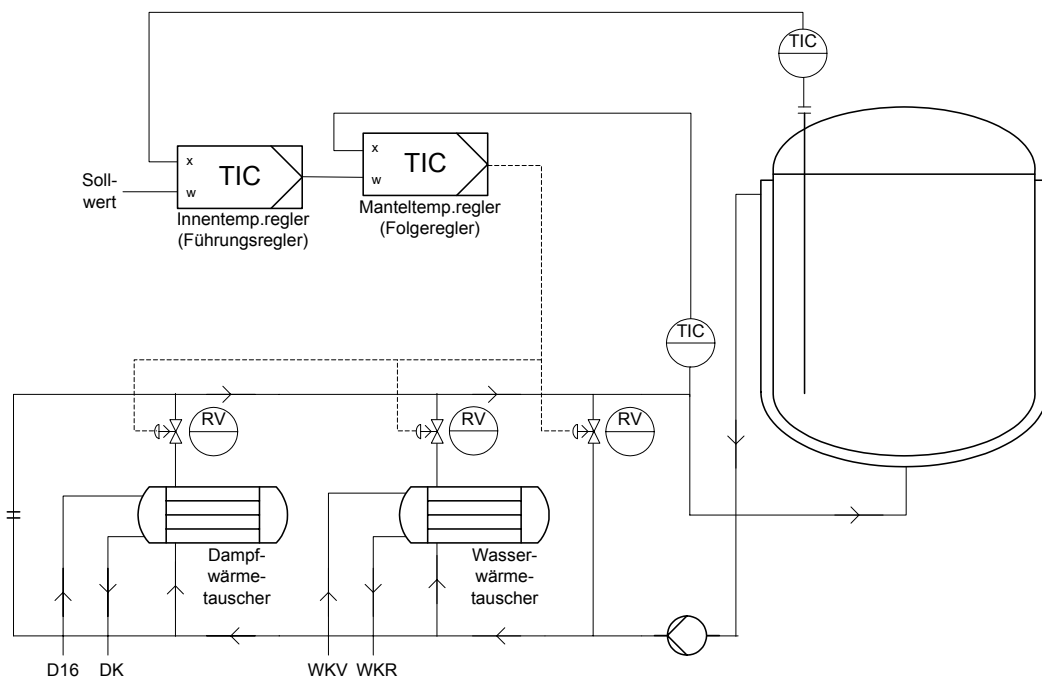 TIC
x
w
TIC
Soll-
wert
Innentemp.regler
(Führungsregler)
x
w
TIC
Manteltemp.regler
(Folgeregler)
TIC
RV
RV
RV
Dampf-
wärme-
tauscher
Wasser-
wärme-
tauscher
D16
DK
WKV
WKR